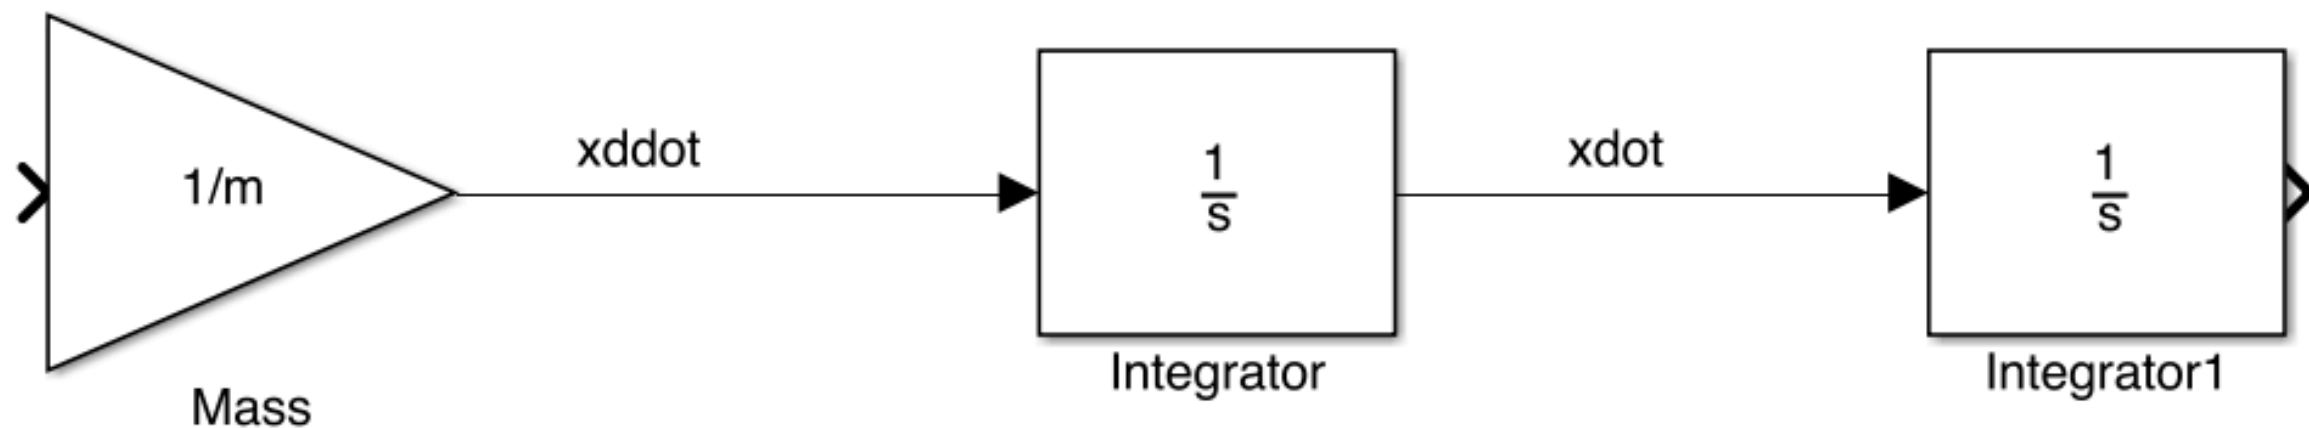 1/m
Mass
xddot
1
s
Integrator
xdot
1
s
Integrator1